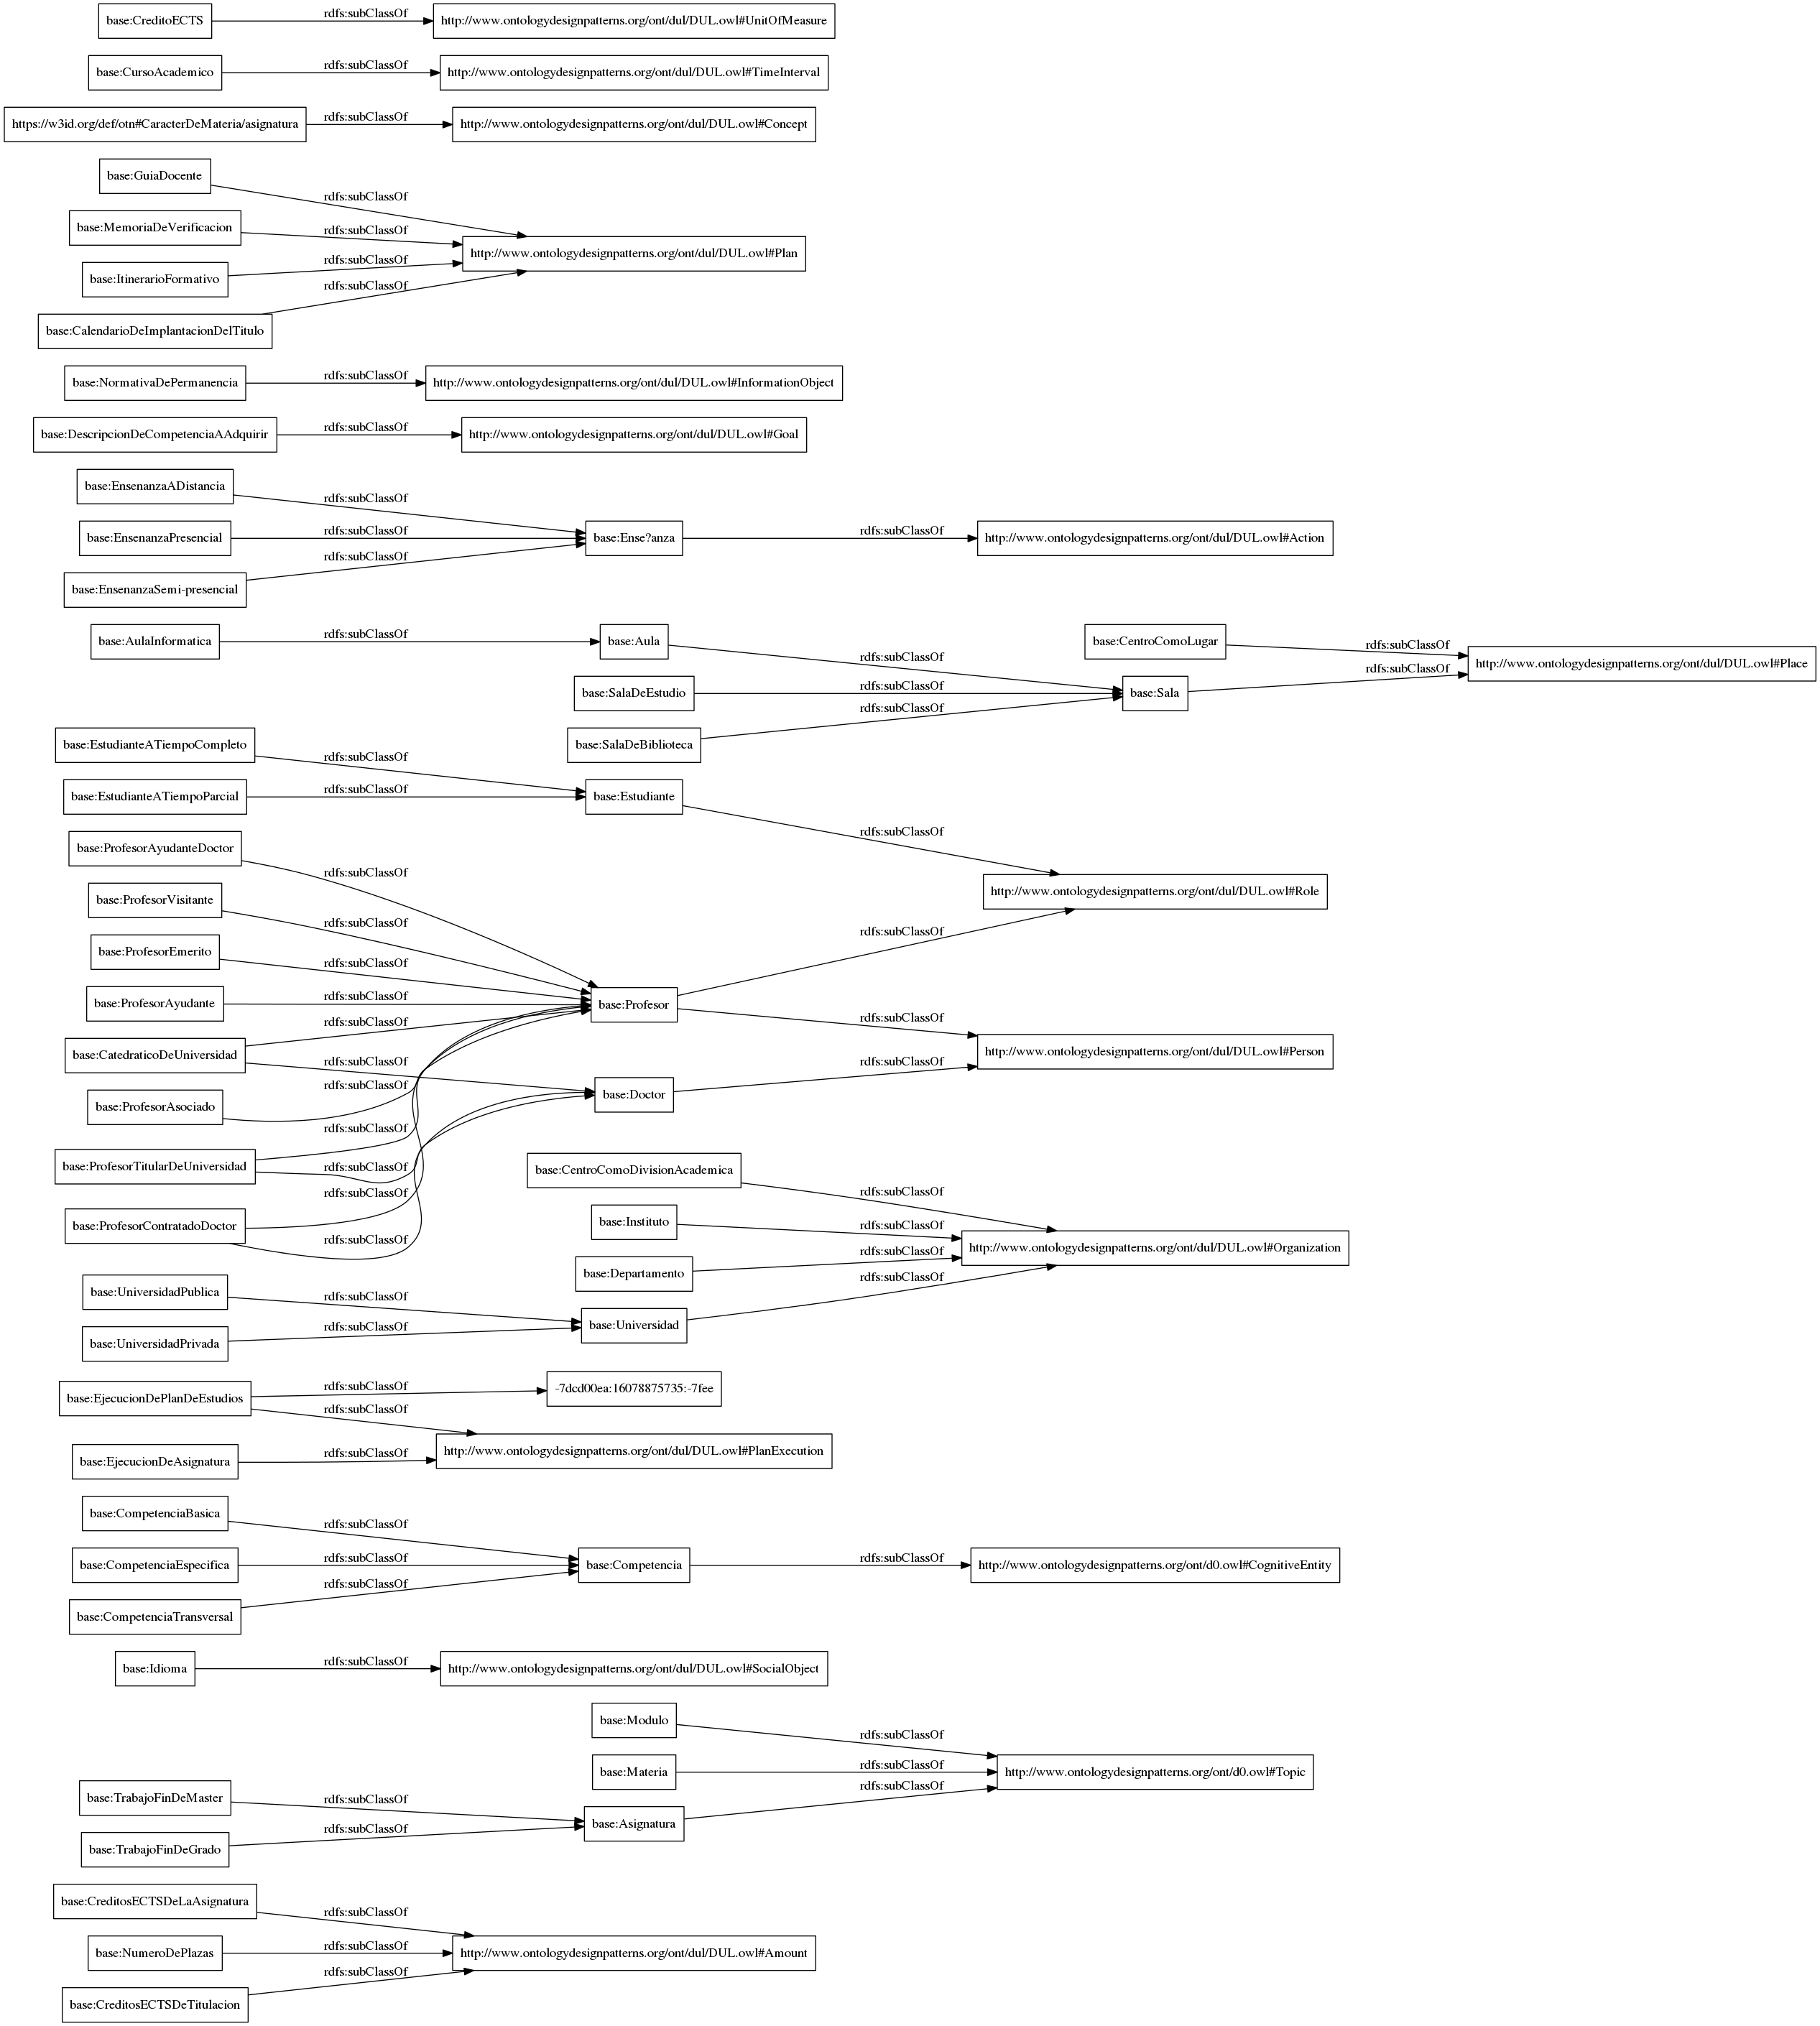 base:CreditoECTS rdfs:subClassOf http://www.ontologydesignpatterns.org/ont/dul/DUL.owl#UnitOfMeasure
base:CursoAcademico rdfs:subClassOf http://www.ontologydesignpatterns.org/ont/dul/DUL.owl#TimeInterval
https://w3id.org/def/otn#CaracterDeMateria/asignatura rdfs:subClassOf http://www.ontologydesignpatterns.org/ont/dul/DUL.owl#Concept
base:GuiaDocente
rdfs:subClassOf
base:MemoriaDeVerificacion rdfs:subClassOf
http://www.ontologydesignpatterns.org/ont/dul/DUL.owl#Plan
base:ItinerarioFormativo rdfs:subClassOf
rdfs:subClassOf
base:CalendarioDeImplantacionDelTitulo
base:NormativaDePermanencia rdfs:subClassOf http://www.ontologydesignpatterns.org/ont/dul/DUL.owl#InformationObject
base:DescripcionDeCompetenciaAAdquirir rdfs:subClassOf http://www.ontologydesignpatterns.org/ont/dul/DUL.owl#Goal
base:EnsenanzaADistancia
rdfs:subClassOf
base:EnsenanzaPresencial rdfs:subClassOf base:Ense?anza rdfs:subClassOf http://www.ontologydesignpatterns.org/ont/dul/DUL.owl#Action
rdfs:subClassOf
base:EnsenanzaSemi-presencial
base:AulaInformatica rdfs:subClassOf base:Aula rdfs:subClassOf
base:CentroComoLugar rdfs:subClassOf http://www.ontologydesignpatterns.org/ont/dul/DUL.owl#Place
base:SalaDeEstudio rdfs:subClassOf base:Sala rdfs:subClassOf
base:SalaDeBiblioteca rdfs:subClassOf
base:EstudianteATiempoCompleto rdfs:subClassOf
base:EstudianteATiempoParcial rdfs:subClassOf base:Estudiante
rdfs:subClassOf
base:ProfesorAyudanteDoctor
rdfs:subClassOf
http://www.ontologydesignpatterns.org/ont/dul/DUL.owl#Role
base:ProfesorVisitante
rdfs:subClassOf
rdfs:subClassOf
base:ProfesorEmerito rdfs:subClassOf
base:ProfesorAyudante rdfs:subClassOf base:Profesor
rdfs:subClassOf
rdfs:subClassOf
base:CatedraticoDeUniversidad rdfs:subClassOf http://www.ontologydesignpatterns.org/ont/dul/DUL.owl#Person
rdfs:subClassOf
rdfs:subClassOf
base:ProfesorAsociado base:Doctor
rdfs:subClassOf
base:ProfesorTitularDeUniversidad rdfs:subClassOf
base:CentroComoDivisionAcademica
rdfs:subClassOf
rdfs:subClassOf
base:ProfesorContratadoDoctor base:Instituto rdfs:subClassOf
rdfs:subClassOf
http://www.ontologydesignpatterns.org/ont/dul/DUL.owl#Organization
base:Departamento rdfs:subClassOf
rdfs:subClassOf
base:UniversidadPublica rdfs:subClassOf
base:Universidad
base:UniversidadPrivada rdfs:subClassOf
base:EjecucionDePlanDeEstudios rdfs:subClassOf -7dcd00ea:16078875735:-7fee
rdfs:subClassOf
http://www.ontologydesignpatterns.org/ont/dul/DUL.owl#PlanExecution
base:EjecucionDeAsignatura rdfs:subClassOf
base:CompetenciaBasica
rdfs:subClassOf
base:CompetenciaEspecifica rdfs:subClassOf base:Competencia rdfs:subClassOf http://www.ontologydesignpatterns.org/ont/d0.owl#CognitiveEntity
rdfs:subClassOf
base:CompetenciaTransversal
base:Idioma rdfs:subClassOf http://www.ontologydesignpatterns.org/ont/dul/DUL.owl#SocialObject
base:Modulo
rdfs:subClassOf
base:Materia rdfs:subClassOf http://www.ontologydesignpatterns.org/ont/d0.owl#Topic
rdfs:subClassOf
base:TrabajoFinDeMaster rdfs:subClassOf
base:Asignatura
base:TrabajoFinDeGrado rdfs:subClassOf
base:CreditosECTSDeLaAsignatura
rdfs:subClassOf
base:NumeroDePlazas rdfs:subClassOf http://www.ontologydesignpatterns.org/ont/dul/DUL.owl#Amount
rdfs:subClassOf
base:CreditosECTSDeTitulacion